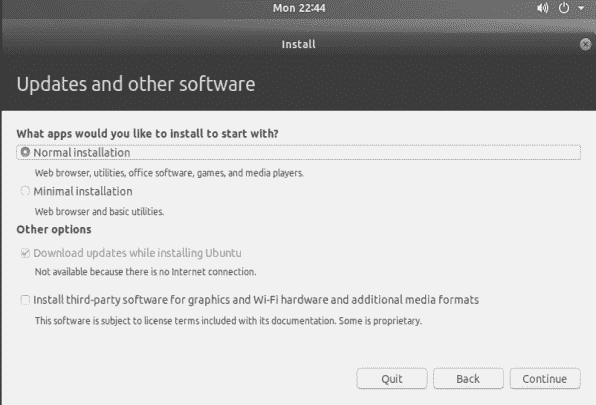 Mon 22:44
Install
Updates and other software
What apps would you like to install to start with?
Normal installation
Web browser, utilities, office software, games, and media players.
Minimal installation
Web browser and basic utilities.
Other options
Download updates while installing Ubuntu
Not available because there is no Internet connection.
Install third-party software for graphics and Wi-Fi hardware and additional media formats
This software is subject to license terms included with its documentation. Some is proprietary.
Quit Back Continue